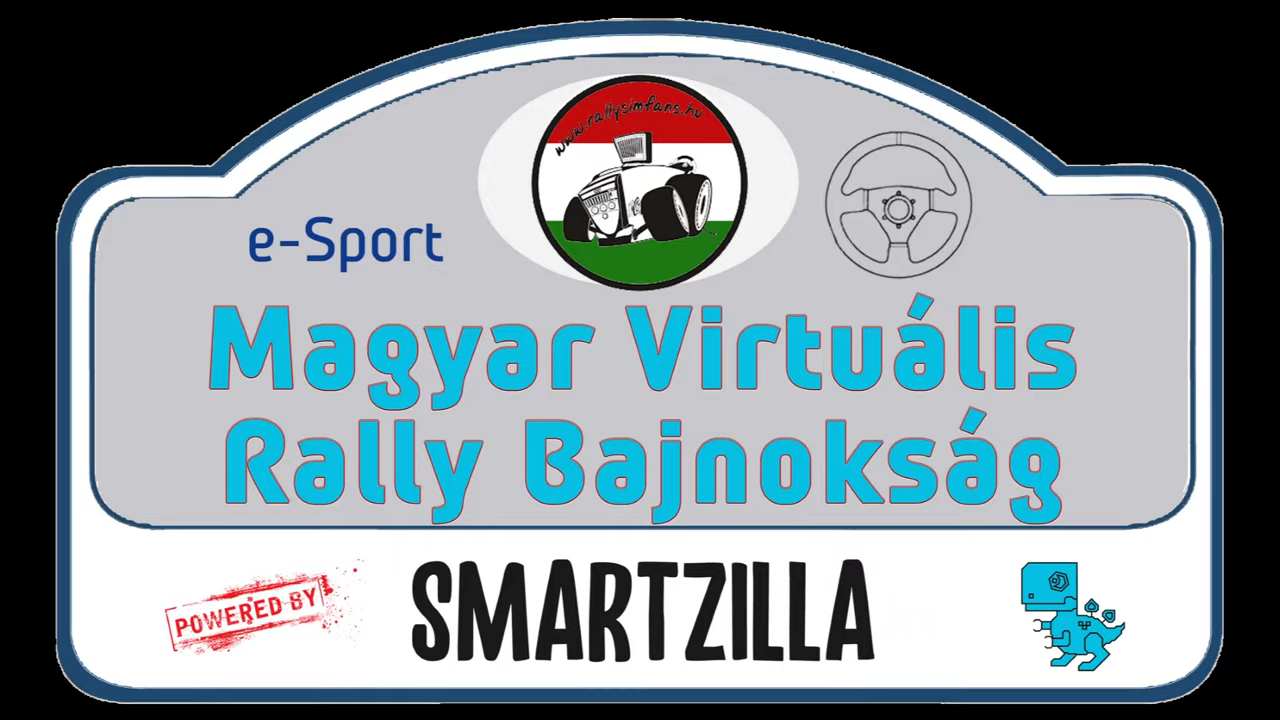 www.rallysimfans.hu
e-Sport
Magyar Virtuális
Rally Bajnokság
POWERED BY
SMARTZILLA